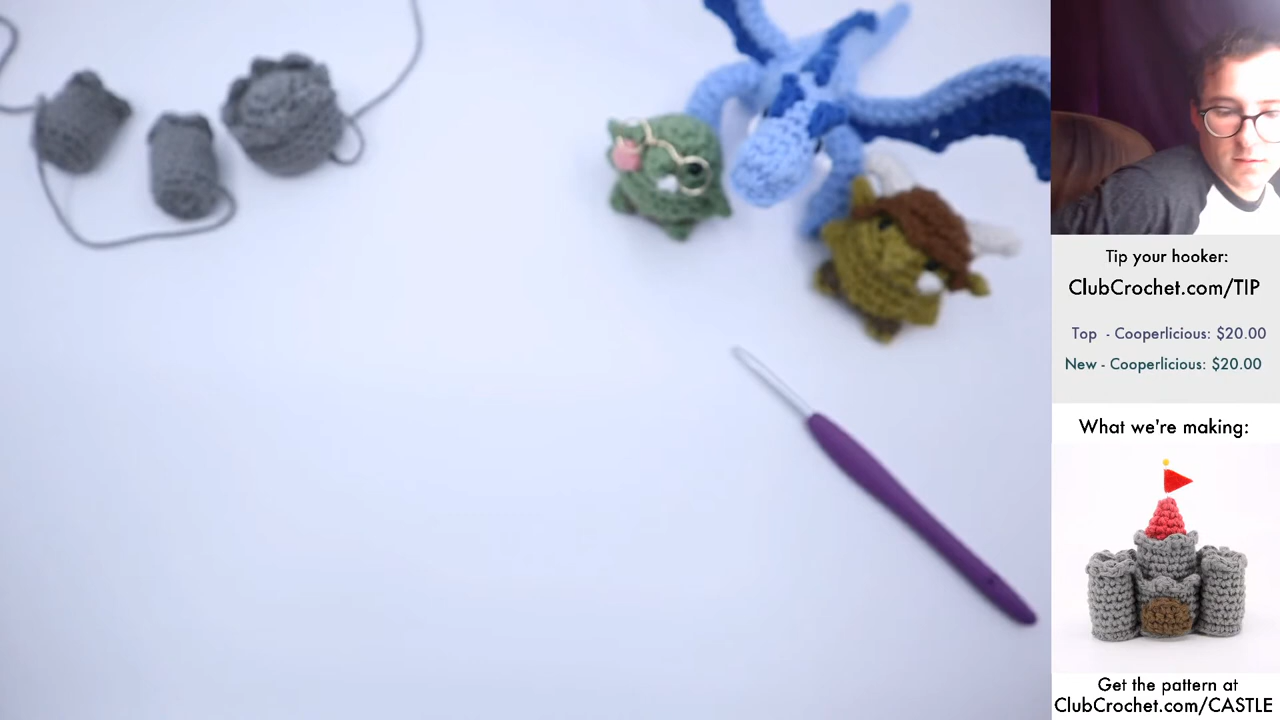 Tip your hooker:
ClubCrochet.com/TIP
Top - Cooperlicious: $20.00
New - Cooperlicious: $20.00
What we're making:
Get the pattern at
ClubCrochet.com/CASTLE